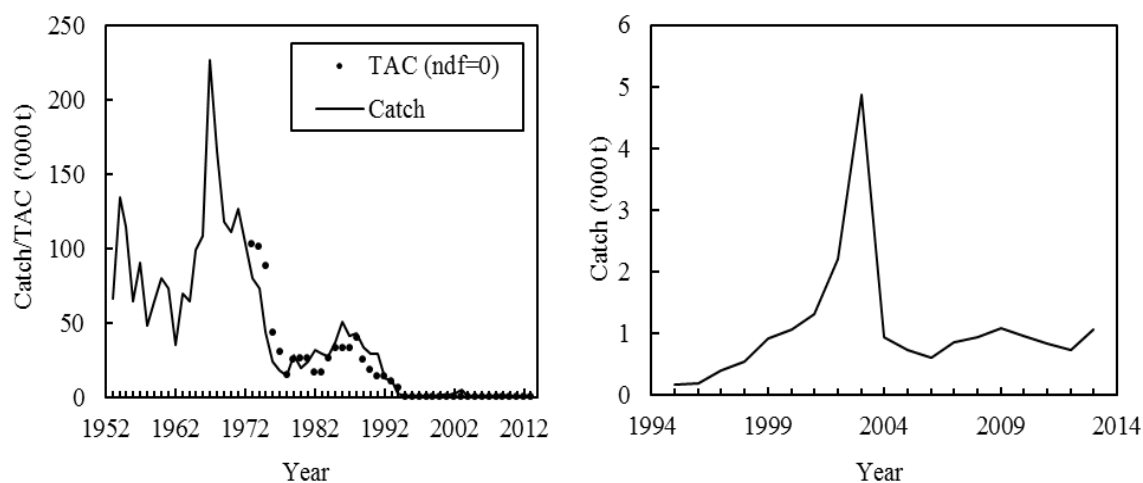 250
200
150
100
50
0
Catch/TAC ('000 t)
TAC (ndf=0)
Catch
1952 1962 1972 1982 1992 2002 2012
Year
6
5
4
3
2
1
0
Catch ('000 t)
1994 1999 2004 2009 2014
Year